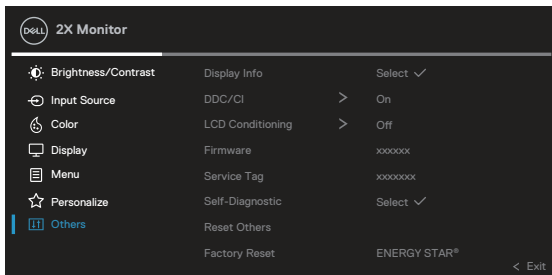 DELL 2X Monitor
Brightness/Contrast Display Info Select ✓
Input Source DDC/CI > On
Color LCD Conditioning > Off
Display Firmware xxxxxx
Menu Service Tag xxxxxxx
Personalize Self-Diagnostic Select ✓
Others Reset Others
Factory Reset ENERGY STAR®
< Exit